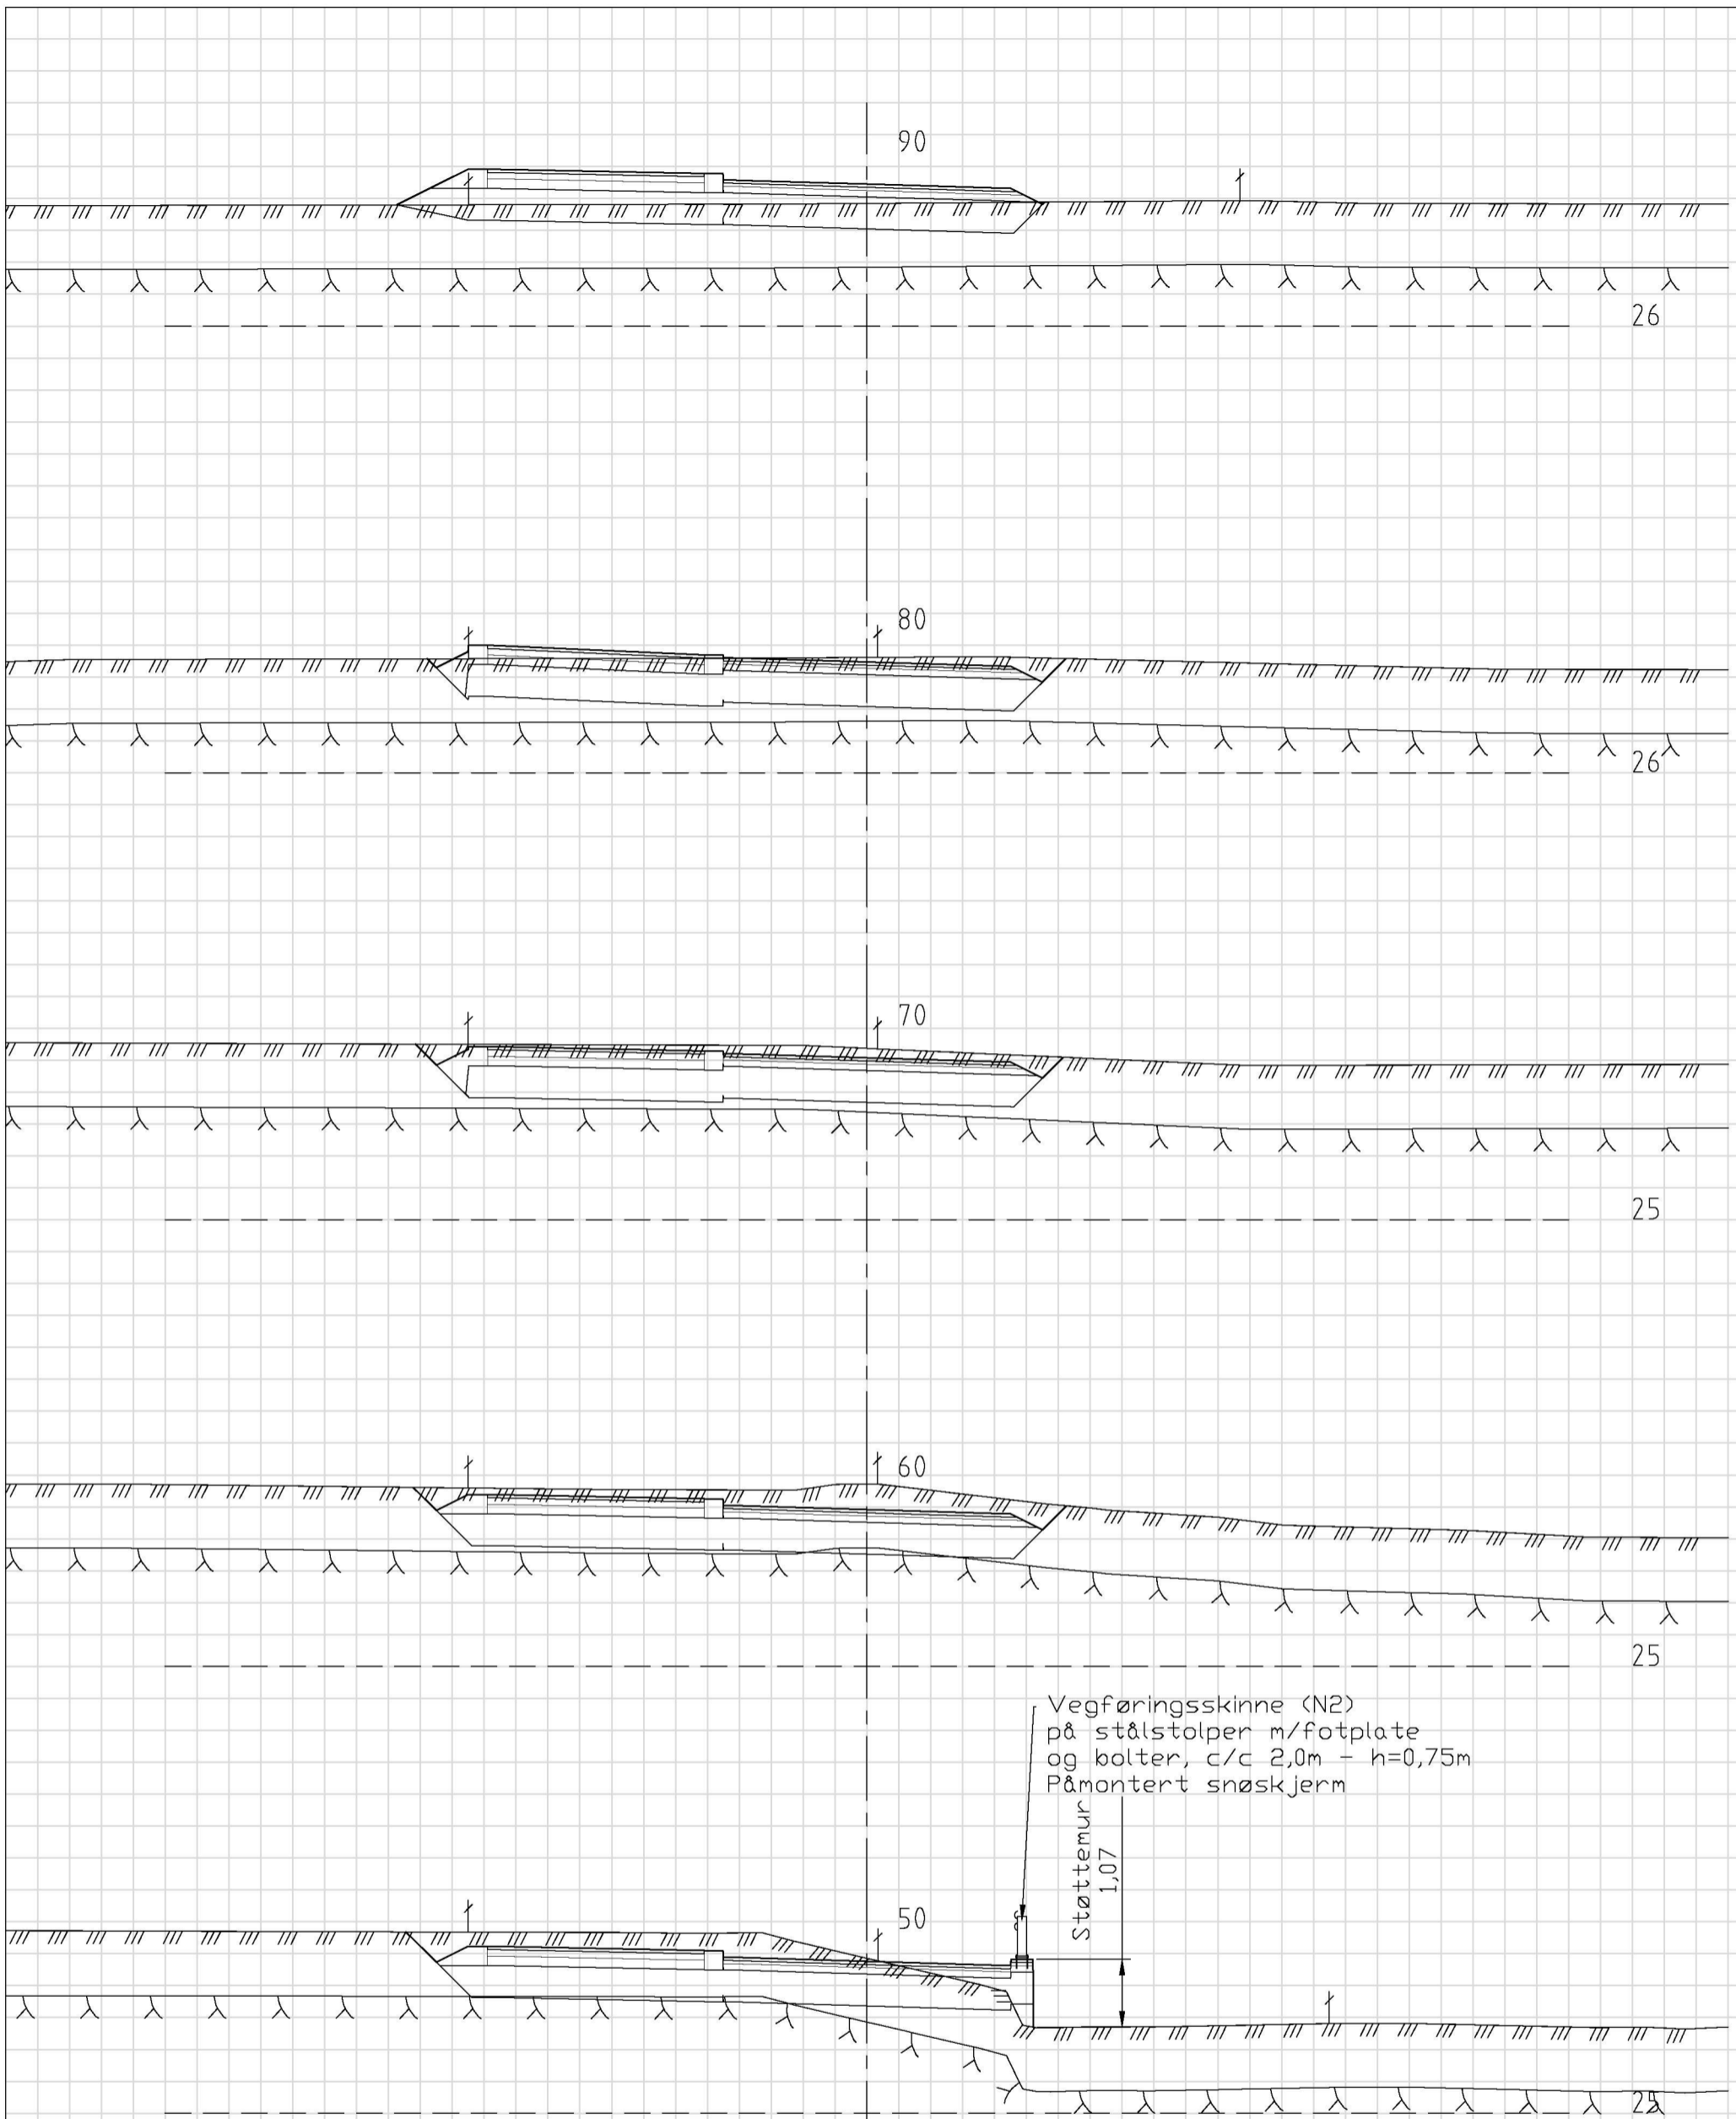 90
26
80
26
70
25
60
25
Vegføringsskinne (N2)
på stålstolper m/fotplate
og bolter, c/c 2,0m - h=0,75m
Påmontert snøskjerm
Støttemur
1,07
50
25